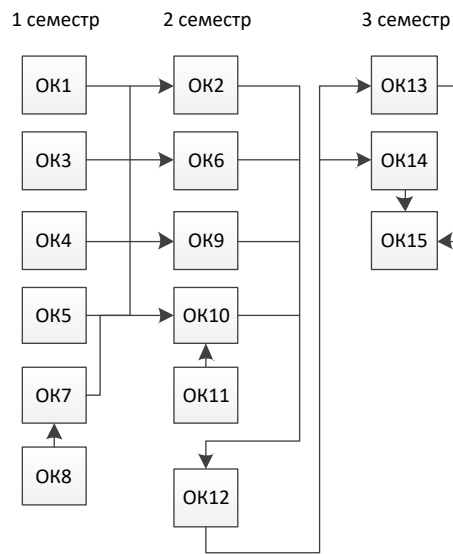 1 семестр 2 семестр 3 семестр
ОК1 ОК2 ОК13
ОК3 ОК6 ОК14
ОК4 ОК9 ОК15
ОК5 ОК10
ОК7 ОК11
ОК8 ОК12